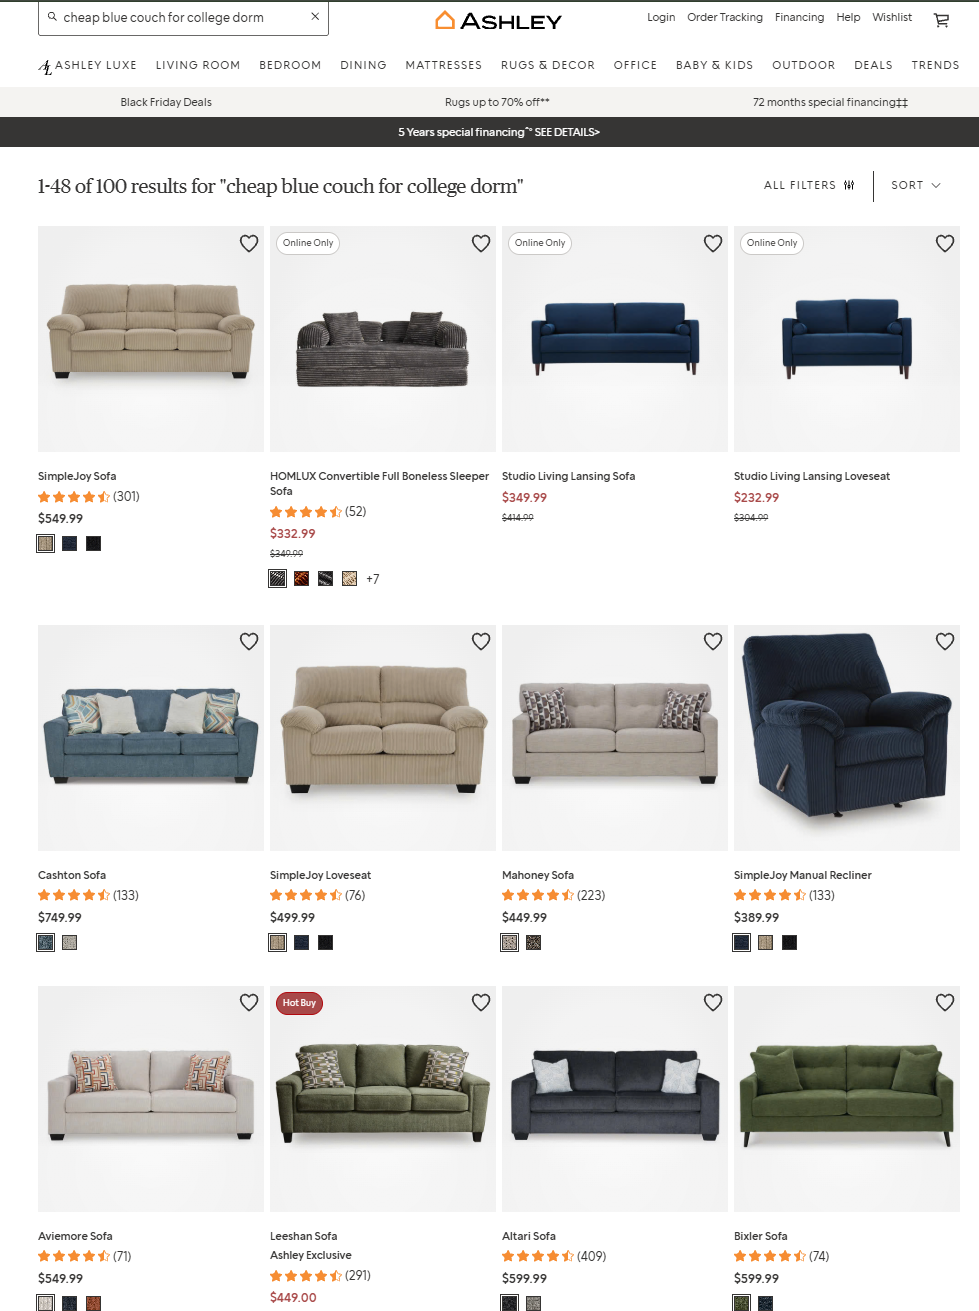 cheap blue couch for college dorm
ASHLEY
Login Order Tracking Financing Help Wishlist
ASHLEY LUXE LIVING ROOM BEDROOM DINING MATTRESSES RUGS & DECOR OFFICE BABY & KIDS OUTDOOR DEALS TRENDS
Black Friday Deals Rugs up to 70% off** 72 months special financing‡‡
5 Years special financing^* SEE DETAILS>
1-48 of 100 results for "cheap blue couch for college dorm"
ALL FILTERS SORT
Online Only Online Only Online Only
SimpleJoy Sofa
(301)
$549.99
HOMLUX Convertible Full Boneless Sleeper
Sofa
(52)
$332.99
$349.99
+7
Studio Living Lansing Sofa
$349.99
$414.99
Studio Living Lansing Loveseat
$232.99
$304.99
Cashton Sofa
(133)
$749.99
SimpleJoy Loveseat
(76)
$499.99
Mahoney Sofa
(223)
$449.99
SimpleJoy Manual Recliner
(133)
$389.99
Hot Buy
Aviemore Sofa
(71)
$549.99
Leeshan Sofa
Ashley Exclusive
(291)
$449.00
Altari Sofa
(409)
$599.99
Bixler Sofa
(74)
$599.99